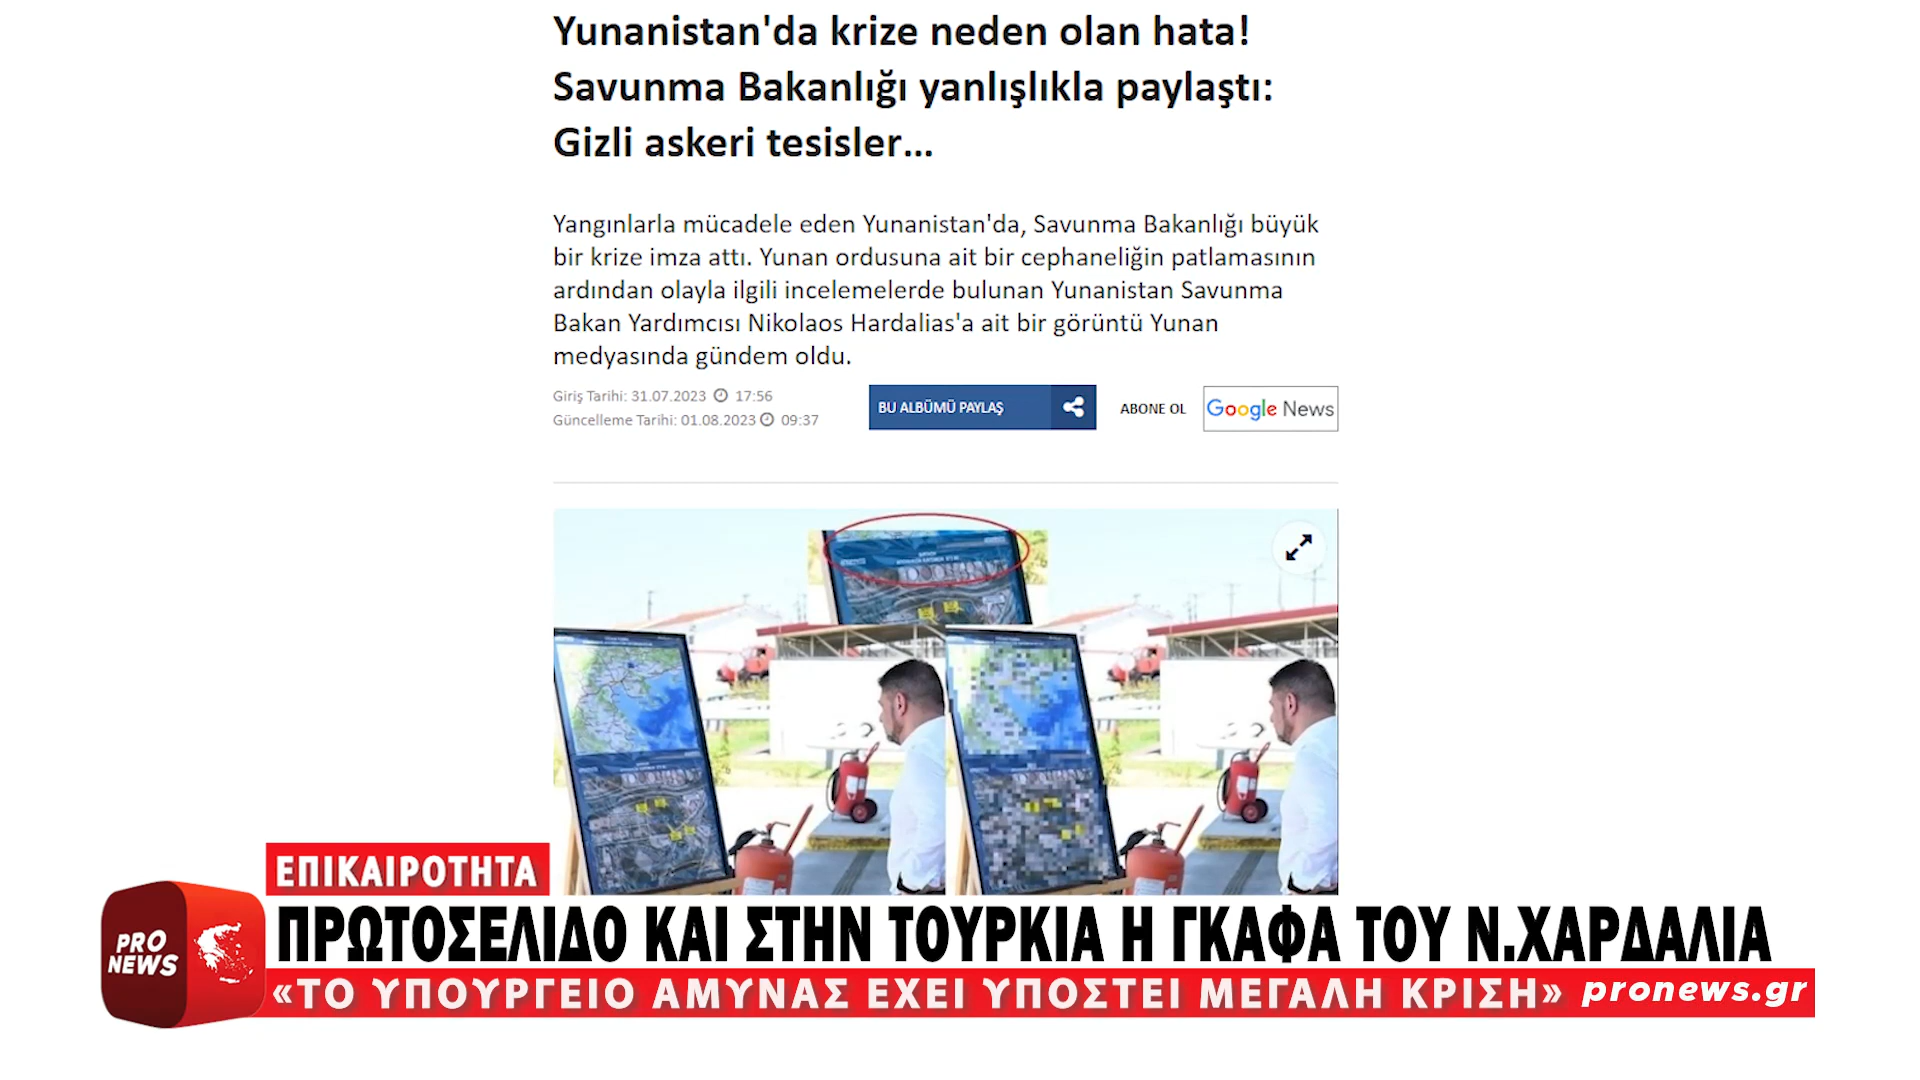 Yunanistan'da krize neden olan hata!
Savunma Bakanlığı yanlışlıkla paylaştı:
Gizli askeri tesisler...
Yangınlarla mücadele eden Yunanistan'da, Savunma Bakanlığı büyük
bir krize imza attı. Yunan ordusuna ait bir cephaneliğin patlamasının
ardından olayla ilgili incelemelerde bulunan Yunanistan Savunma
Bakan Yardımcısı Nikolaos Hardalias'a ait bir görüntü Yunan
medyasında gündem oldu.
Giriş Tarihi: 31.07.2023 17:56
Güncelleme Tarihi: 01.08.2023 09:37
BU ALBÜMÜ PAYLAŞ
ABONE OL
Google News
ΕΠΙΚΑΙΡΟΤΗΤΑ
PRO
NEWS
ΠΡΩΤΟΣΕΛΙΔΟ ΚΑΙ ΣΤΗΝ ΤΟΥΡΚΙΑ Η ΓΚΑΦΑ ΤΟΥ Ν.ΧΑΡΔΑΛΙΑ
«ΤΟ ΥΠΟΥΡΓΕΙΟ ΑΜΥΝΑΣ ΕΧΕΙ ΥΠΟΣΤΕΙ ΜΕΓΑΛΗ ΚΡΙΣΗ»
pronews.gr